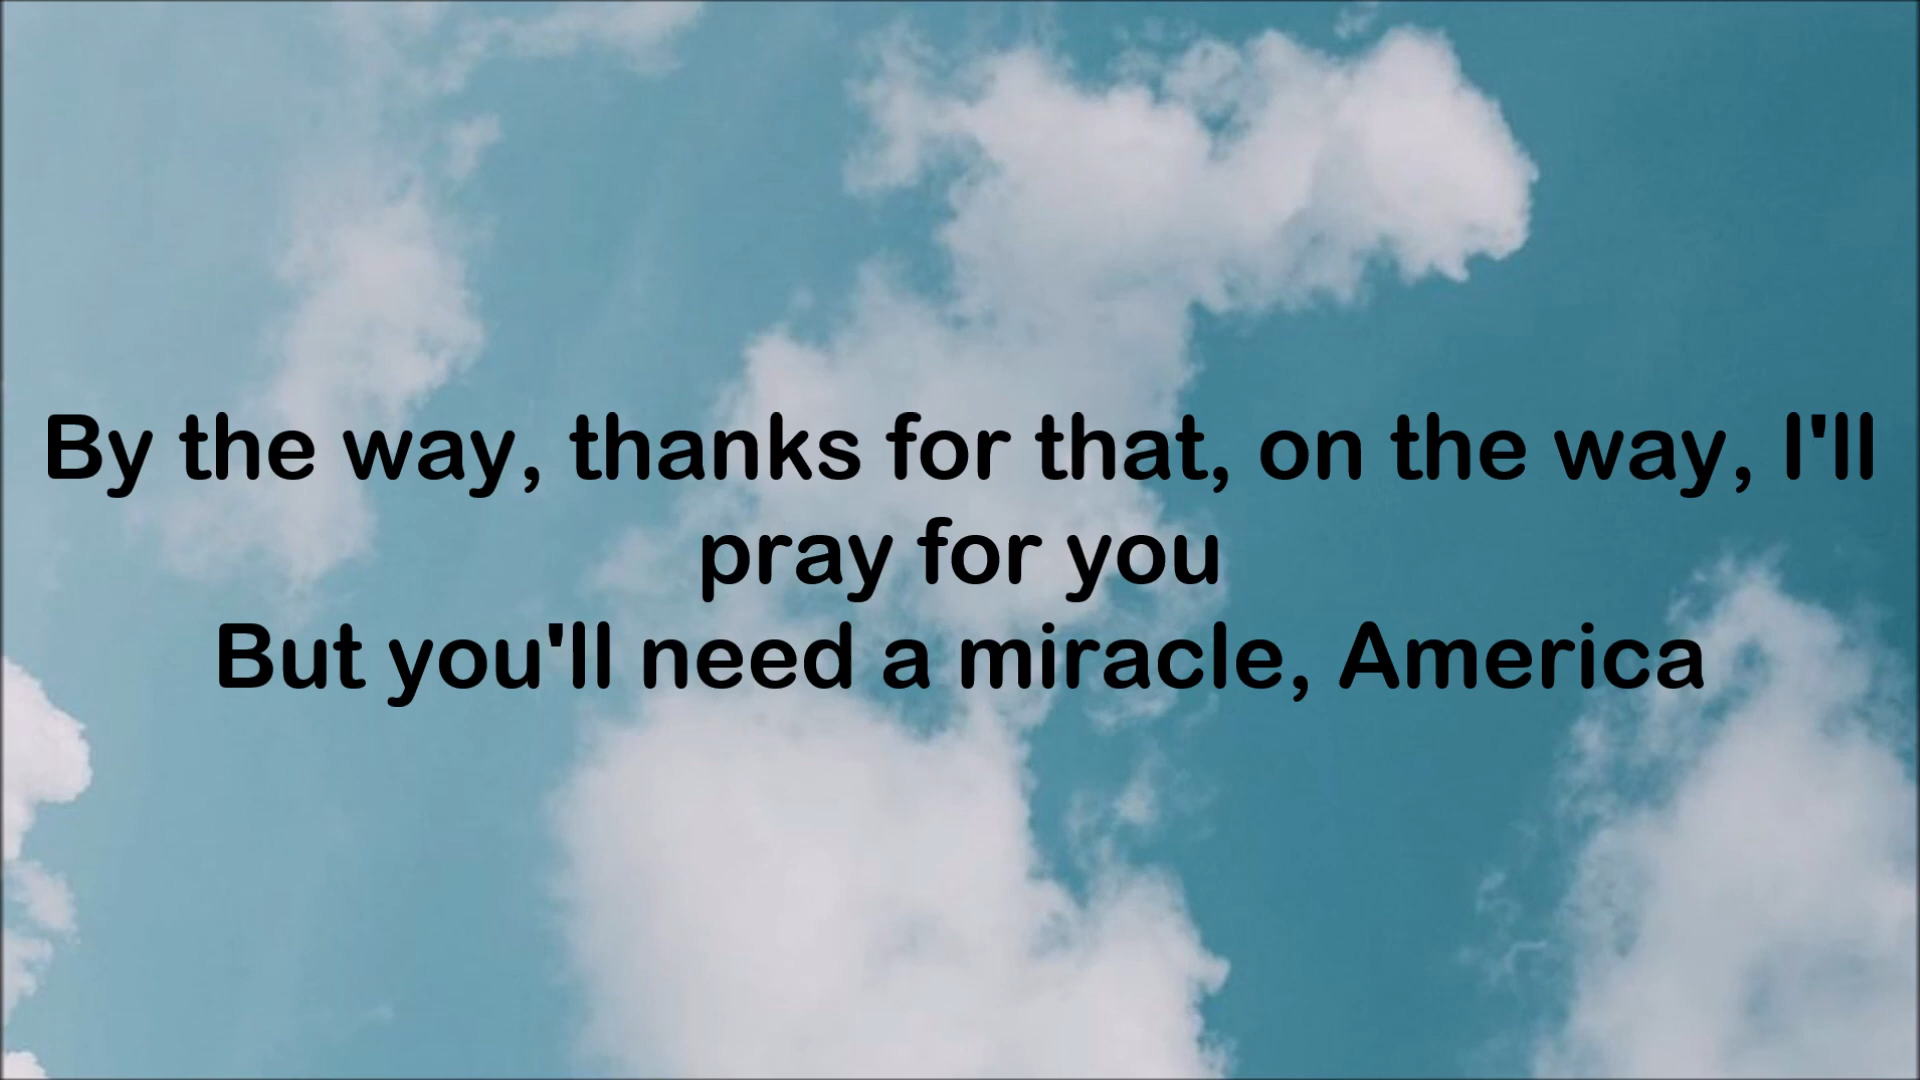 By the way, thanks for that, on the way, I'll
pray for you
But you'll need a miracle, America